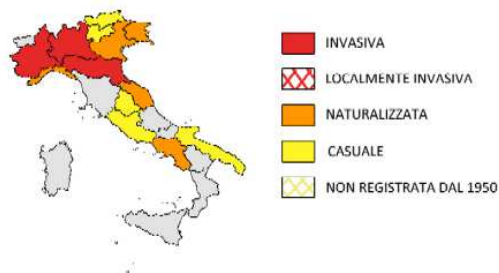 INVASIVA
LOCALMENTE INVASIVA
NATURALIZZATA
CASUALE
NON REGISTRATA DAL 1950